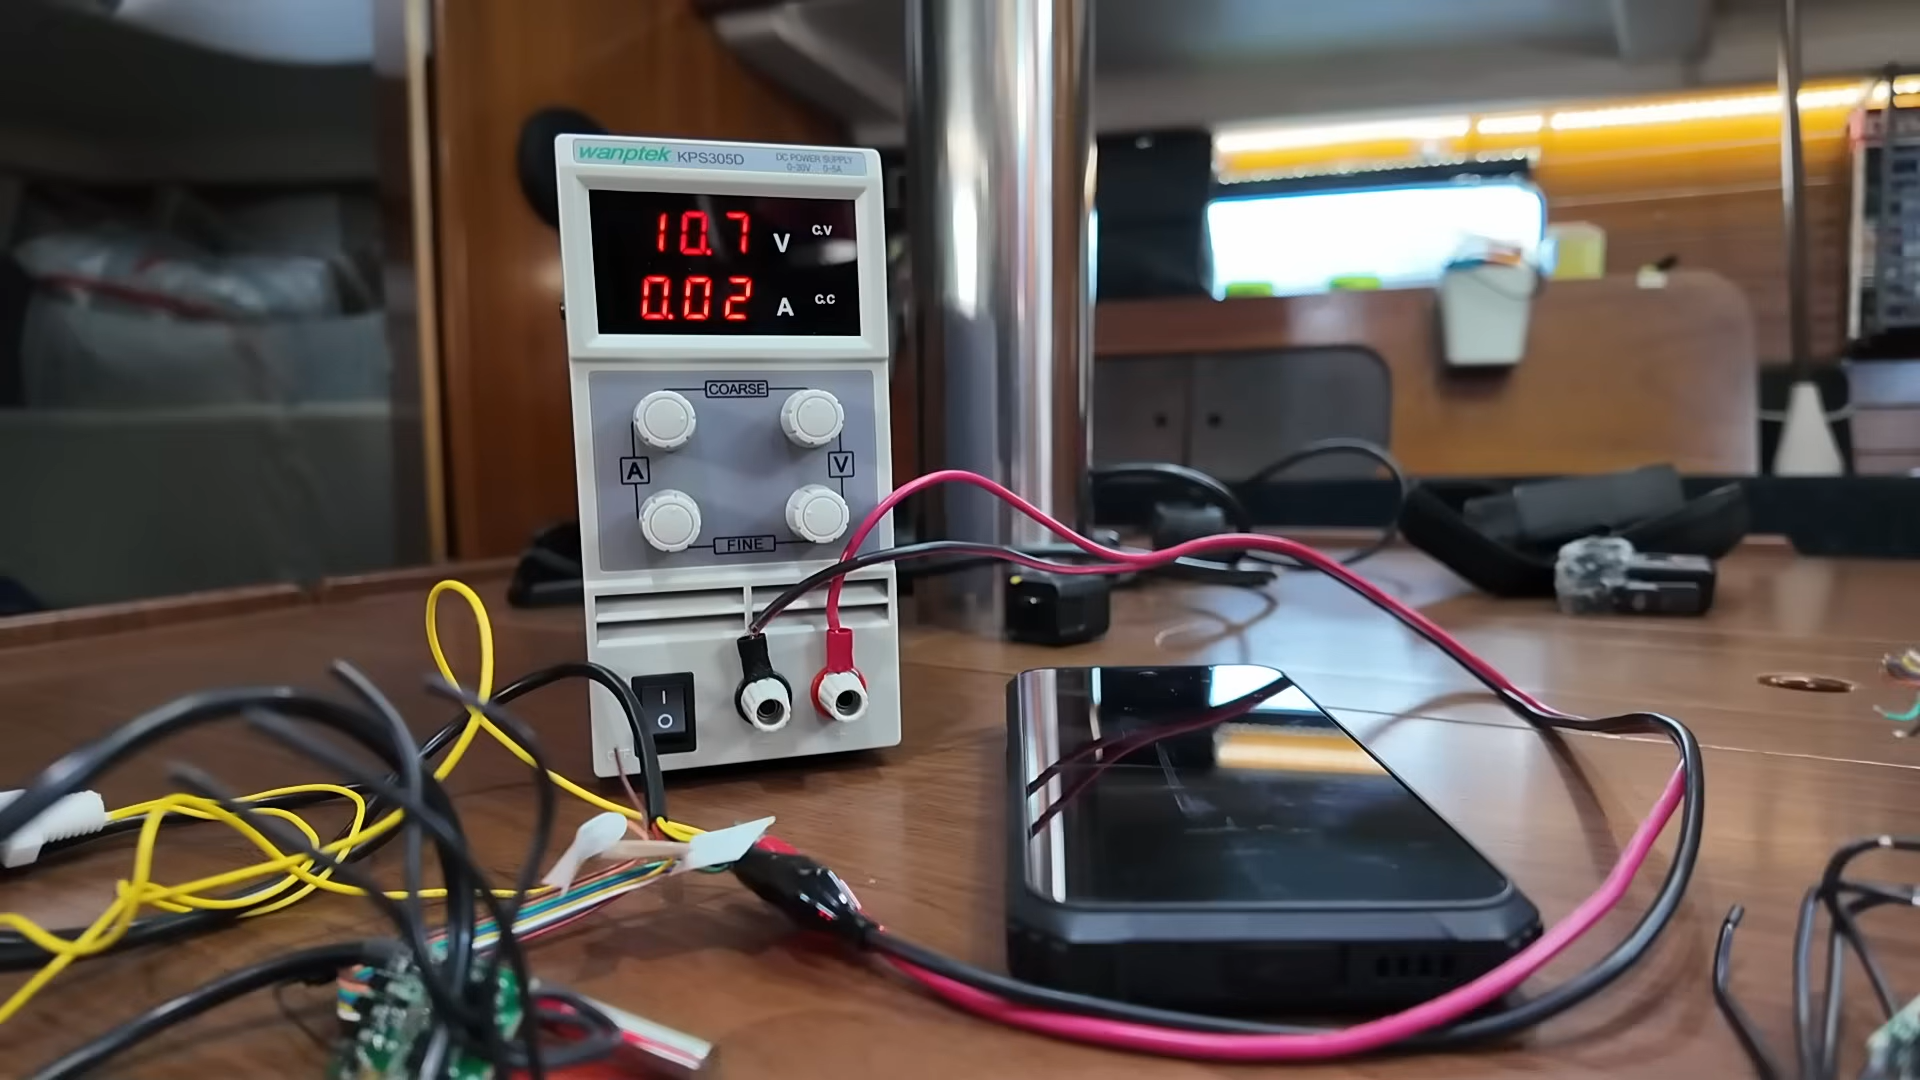 wanptek KPS305D DC POWER SUPPLY
0-30V 0-5A
10.7 V C.V
0.02 A C.C
COARSE
A V
FINE
I
O